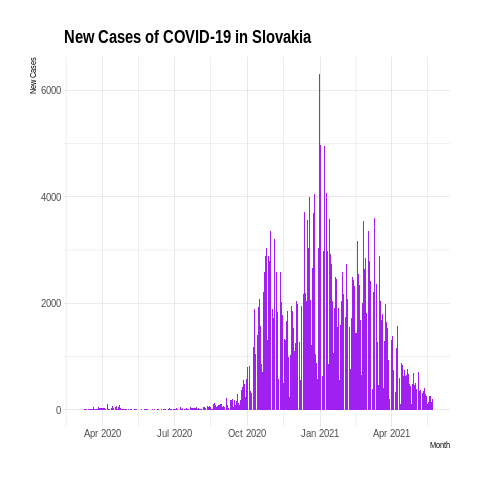 New Cases of COVID-19 in Slovakia
New Cases
6000
4000
2000
0
Apr 2020 Jul 2020 Oct 2020 Jan 2021 Apr 2021
Month